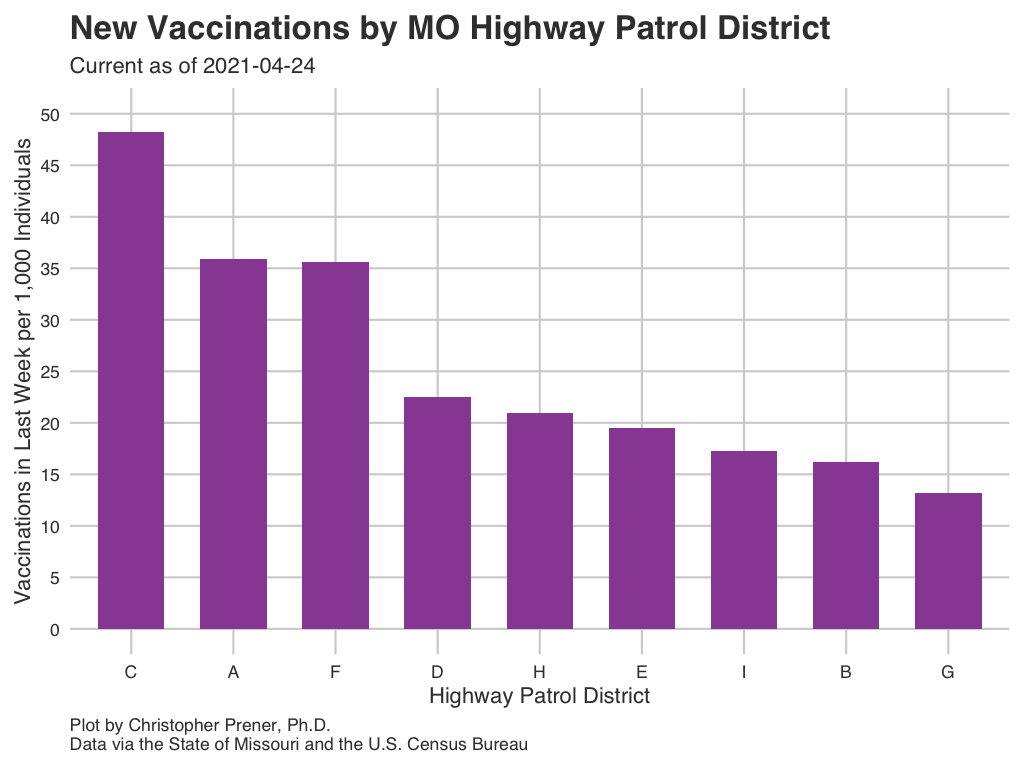 New Vaccinations by MO Highway Patrol District
Current as of 2021-04-24
Vaccinations in Last Week per 1,000 Individuals
50
45
40
35
30
25
20
15
10
5
0
C A F D H E I B G
Highway Patrol District
Plot by Christopher Prener, Ph.D.
Data via the State of Missouri and the U.S. Census Bureau